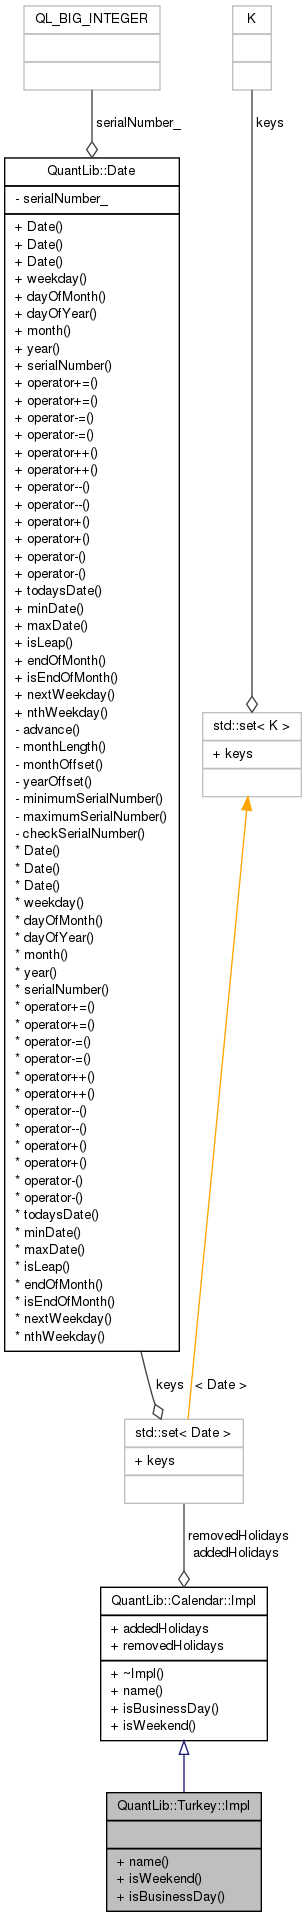 QL_BIG_INTEGER
K
serialNumber_
keys
QuantLib::Date
- serialNumber_
+ Date()
+ Date()
+ Date()
+ weekday()
+ dayOfMonth()
+ dayOfYear()
+ month()
+ year()
+ serialNumber()
+ operator+=()
+ operator+=()
+ operator-=()
+ operator-=()
+ operator++()
+ operator++()
+ operator--()
+ operator--()
+ operator+()
+ operator+()
+ operator-()
+ operator-()
+ todaysDate()
+ minDate()
+ maxDate()
+ isLeap()
+ endOfMonth()
+ isEndOfMonth()
+ nextWeekday()
+ nthWeekday()
- advance()
- monthLength()
- monthOffset()
- yearOffset()
- minimumSerialNumber()
- maximumSerialNumber()
- checkSerialNumber()
* Date()
* Date()
* Date()
* weekday()
* dayOfMonth()
* dayOfYear()
* month()
* year()
* serialNumber()
* operator+=()
* operator+=()
* operator-=()
* operator-=()
* operator++()
* operator++()
* operator--()
* operator--()
* operator+()
* operator+()
* operator-()
* operator-()
* todaysDate()
* minDate()
* maxDate()
* isLeap()
* endOfMonth()
* isEndOfMonth()
* nextWeekday()
* nthWeekday()
std::set< K >
+ keys
keys
< Date >
std::set< Date >
+ keys
removedHolidays
addedHolidays
QuantLib::Calendar::Impl
+ addedHolidays
+ removedHolidays
+ ~Impl()
+ name()
+ isBusinessDay()
+ isWeekend()
QuantLib::Turkey::Impl
+ name()
+ isWeekend()
+ isBusinessDay()